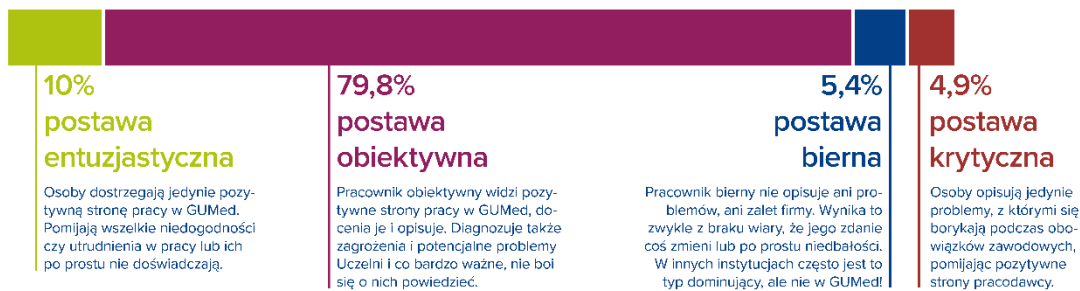 10%
postawa
entuzjastyczna
Osoby dostrzegają jedynie pozy-
tywną stronę pracy w GUMed.
Pomijają wszelkie niedogodności
czy utrudnienia w pracy lub ich
po prostu nie doświadczają.
79,8%
postawa
obiektywna
Pracownik obiektywny widzi pozy-
tywne strony pracy w GUMed, do-
cenia je i opisuje. Diagnozuje także
zagrożenia i potencjalne problemy
Uczelni i co bardzo ważne, nie boi
się o nich powiedzieć.
5,4%
postawa
bierna
Pracownik bierny nie opisuje ani pro-
blemów, ani zalet firmy. Wynika to
zwykle z braku wiary, że jego zdanie
coś zmieni lub po prostu niedbałości.
W innych instytucjach często jest to
typ dominujący, ale nie w GUMed!
4,9%
postawa
krytyczna
Osoby opisują jedynie
problemy, z którymi się
borykają podczas obo-
wiązków zawodowych,
pomijając pozytywne
strony pracodawcy.